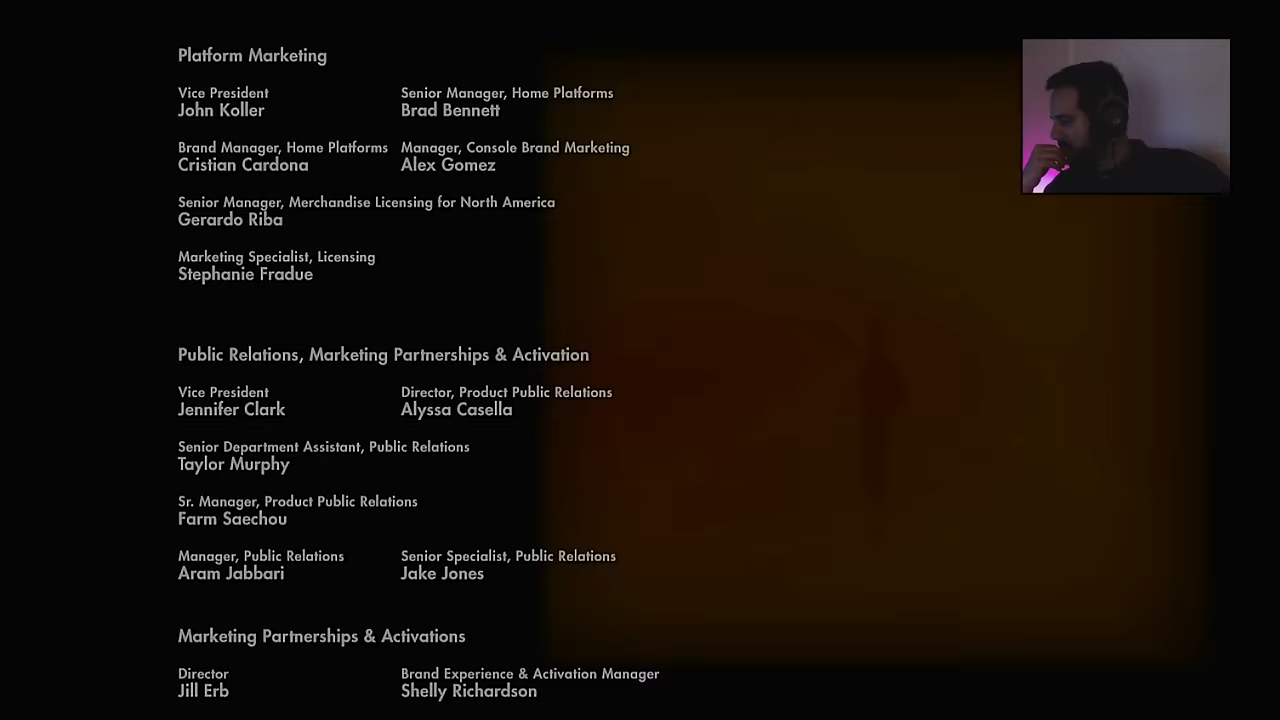 Platform Marketing
Vice President Senior Manager, Home Platforms
John Koller Brad Bennett
Brand Manager, Home Platforms Manager, Console Brand Marketing
Cristian Cardona Alex Gomez
Senior Manager, Merchandise Licensing for North America
Gerardo Riba
Marketing Specialist, Licensing
Stephanie Fradue
Public Relations, Marketing Partnerships & Activation
Vice President Director, Product Public Relations
Jennifer Clark Alyssa Casella
Senior Department Assistant, Public Relations
Taylor Murphy
Sr. Manager, Product Public Relations
Farm Saechou
Manager, Public Relations Senior Specialist, Public Relations
Aram Jabbari Jake Jones
Marketing Partnerships & Activations
Director Brand Experience & Activation Manager
Jill Erb Shelly Richardson